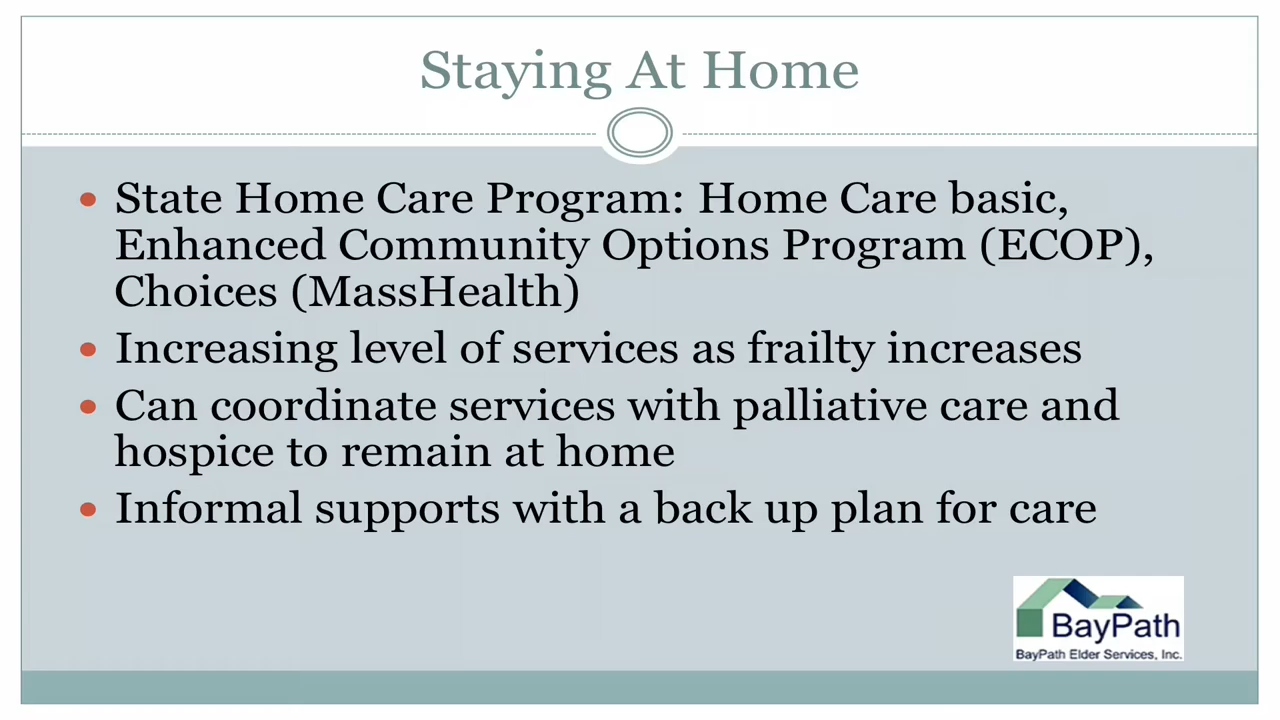 Staying At Home
State Home Care Program: Home Care basic,
Enhanced Community Options Program (ECOP),
Choices (MassHealth)
Increasing level of services as frailty increases
Can coordinate services with palliative care and
hospice to remain at home
Informal supports with a back up plan for care
BayPath
BayPath Elder Services, Inc.